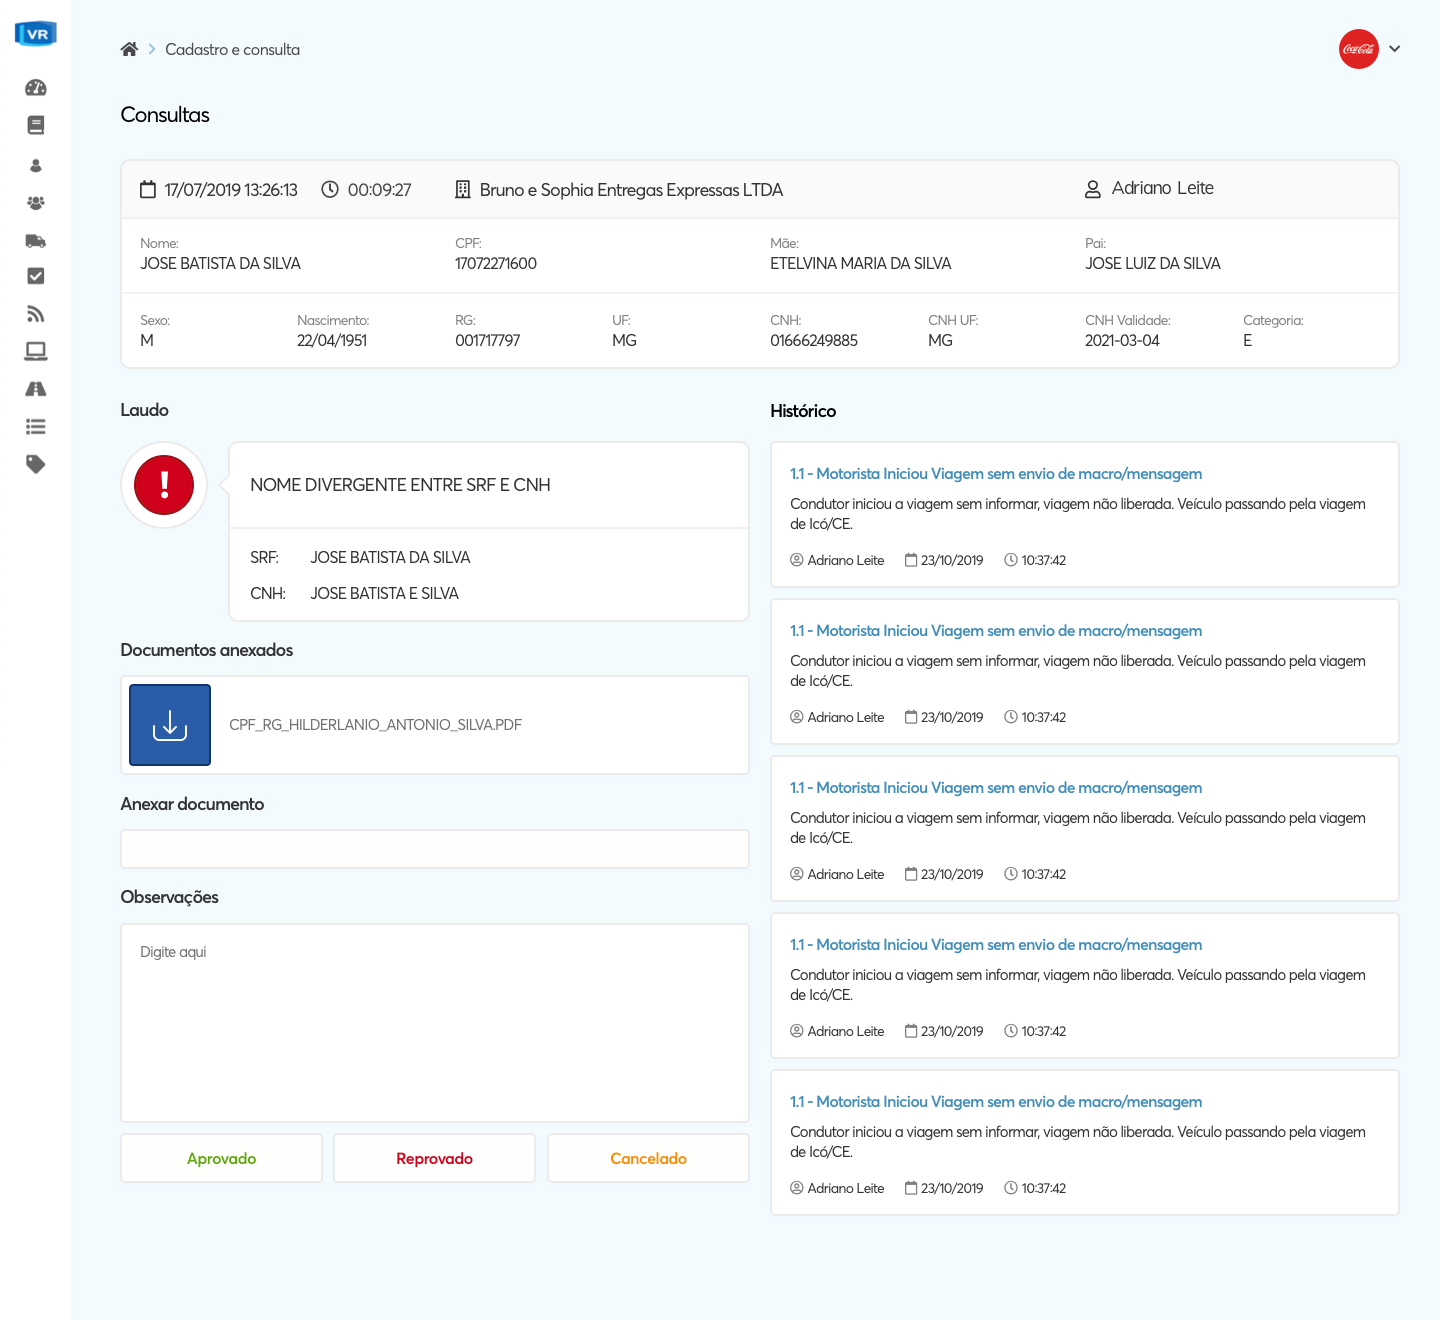 VR
Cadastro e consulta
Coca-Cola
Consultas
17/07/2019 13:26:13 00:09:27 Bruno e Sophia Entregas Expressas LTDA Adriano Leite
Nome: CPF: Mãe: Pai:
JOSE BATISTA DA SILVA 17072271600 ETELVINA MARIA DA SILVA JOSE LUIZ DA SILVA
Sexo: Nascimento: RG: UF: CNH: CNH UF: CNH Validade: Categoria:
M 22/04/1951 001717797 MG 01666249885 MG 2021-03-04 E
Laudo
NOME DIVERGENTE ENTRE SRF E CNH
SRF: JOSE BATISTA DA SILVA
CNH: JOSE BATISTA E SILVA
Documentos anexados
CPF_RG_HILDERLANIO_ANTONIO_SILVA.PDF
Anexar documento
Observações
Digite aqui
Aprovado Reprovado Cancelado
Histórico
1.1 - Motorista Iniciou Viagem sem envio de macro/mensagem
Condutor iniciou a viagem sem informar, viagem não liberada. Veículo passando pela viagem
de Icó/CE.
Adriano Leite 23/10/2019 10:37:42
1.1 - Motorista Iniciou Viagem sem envio de macro/mensagem
Condutor iniciou a viagem sem informar, viagem não liberada. Veículo passando pela viagem
de Icó/CE.
Adriano Leite 23/10/2019 10:37:42
1.1 - Motorista Iniciou Viagem sem envio de macro/mensagem
Condutor iniciou a viagem sem informar, viagem não liberada. Veículo passando pela viagem
de Icó/CE.
Adriano Leite 23/10/2019 10:37:42
1.1 - Motorista Iniciou Viagem sem envio de macro/mensagem
Condutor iniciou a viagem sem informar, viagem não liberada. Veículo passando pela viagem
de Icó/CE.
Adriano Leite 23/10/2019 10:37:42
1.1 - Motorista Iniciou Viagem sem envio de macro/mensagem
Condutor iniciou a viagem sem informar, viagem não liberada. Veículo passando pela viagem
de Icó/CE.
Adriano Leite 23/10/2019 10:37:42